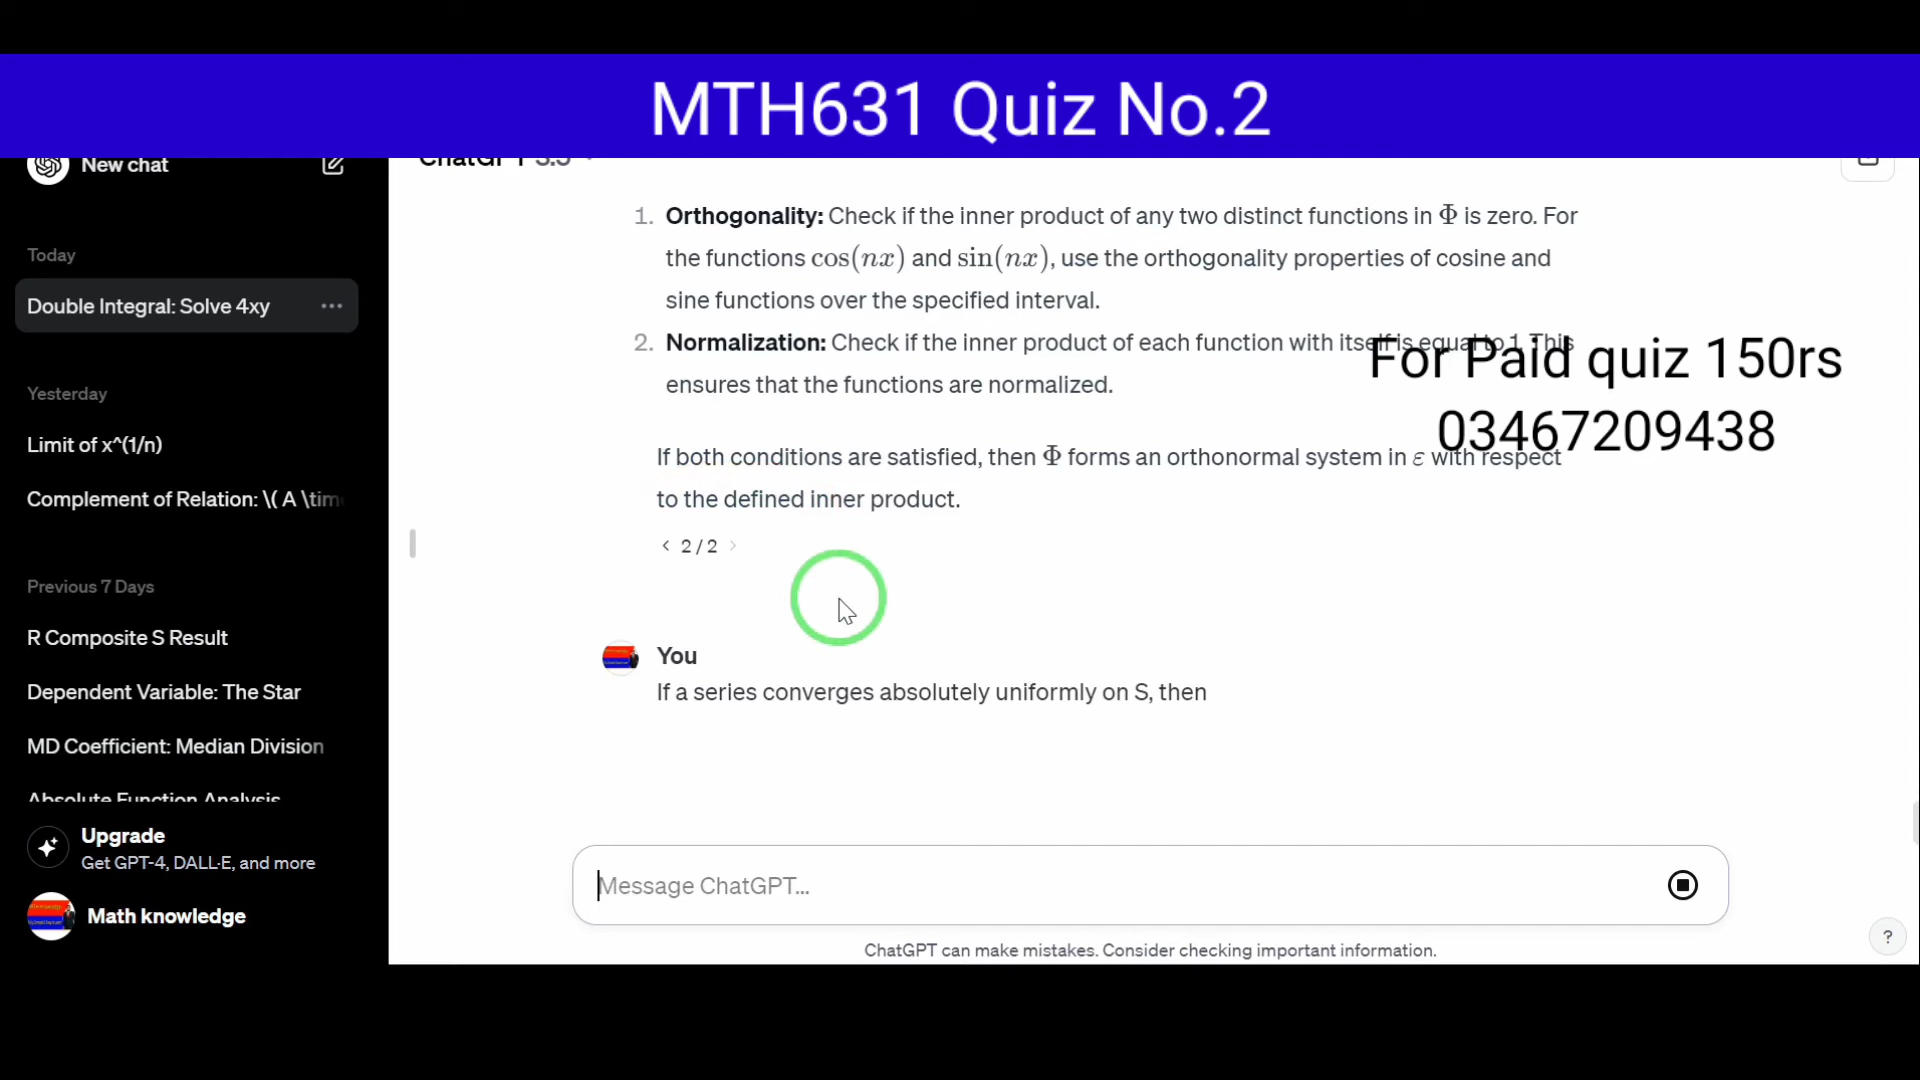 MTH631 Quiz No.2
New chat
ChatGPT 3.5
Today
Double Integral: Solve 4xy
Yesterday
Limit of x^(1/n)
Complement of Relation: \( A \tim
Previous 7 Days
R Composite S Result
Dependent Variable: The Star
MD Coefficient: Median Division
Absolute Function Analysis
Upgrade
Get GPT-4, DALL·E, and more
Math knowledge
1. Orthogonality: Check if the inner product of any two distinct functions in Φ is zero. For
the functions cos(nx) and sin(nx), use the orthogonality properties of cosine and
sine functions over the specified interval.
2. Normalization: Check if the inner product of each function with itself is equal to 1. This
ensures that the functions are normalized.
For Paid quiz 150rs
03467209438
If both conditions are satisfied, then Φ forms an orthonormal system in ε with respect
to the defined inner product.
< 2 / 2 >
You
If a series converges absolutely uniformly on S, then
Message ChatGPT...
ChatGPT can make mistakes. Consider checking important information.
?